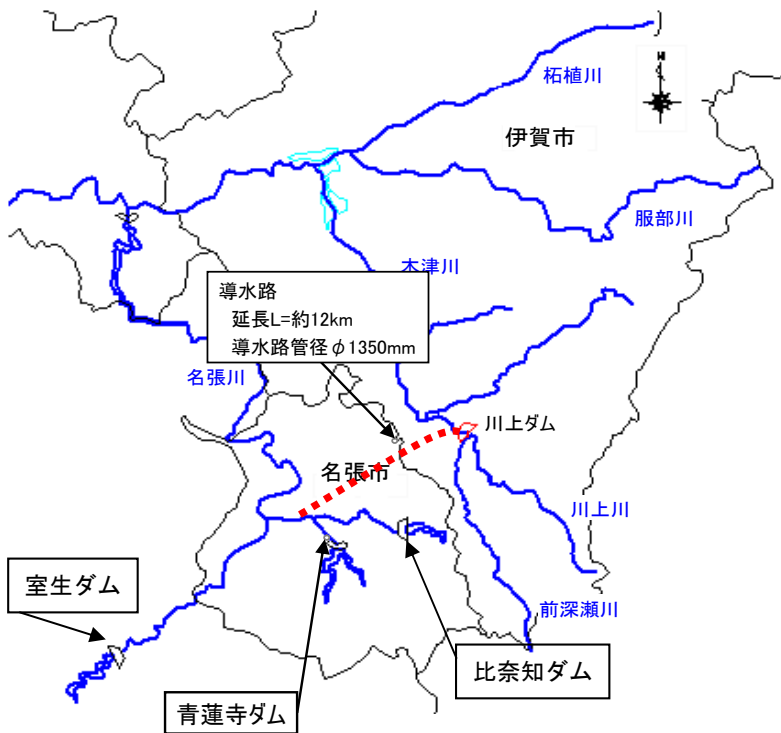 柘植川
N
伊賀市
服部川
木津川
導水路
延長L=約12km
導水路管径φ1350mm
名張川
川上ダム
名張市
川上川
室生ダム
前深瀬川
比奈知ダム
青蓮寺ダム